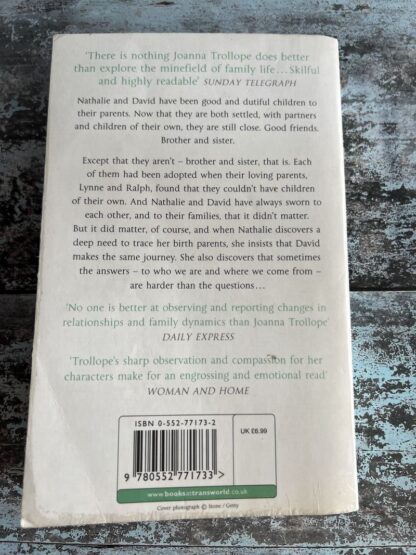 'There is nothing Joanna Trollope does better
than explore the minefield of family life... Skilful
and highly readable' SUNDAY TELEGRAPH
Nathalie and David have been good and dutiful children to
their parents. Now that they are both settled, with partners
and children of their own, they are still close. Good friends.
Brother and sister.
Except that they aren't – brother and sister, that is. Each
of them had been adopted when their loving parents,
Lynne and Ralph, found that they couldn't have children
of their own. And Nathalie and David have always sworn to
each other, and to their families, that it didn't matter.
But it did matter, of course, and when Nathalie discovers a
deep need to trace her birth parents, she insists that David
makes the same journey. She also discovers that sometimes
the answers – to who we are and where we come from –
are harder than the questions...
'No one is better at observing and reporting changes in
relationships and family dynamics than Joanna Trollope'
DAILY EXPRESS
'Trollope's sharp observation and compassion for her
characters make for an engrossing and emotional read'
WOMAN AND HOME
ISBN 0-552-77173-2
UK £6.99
9 780552 771733 >
www.booksattransworld.co.uk
Cover photograph © Stone / Getty